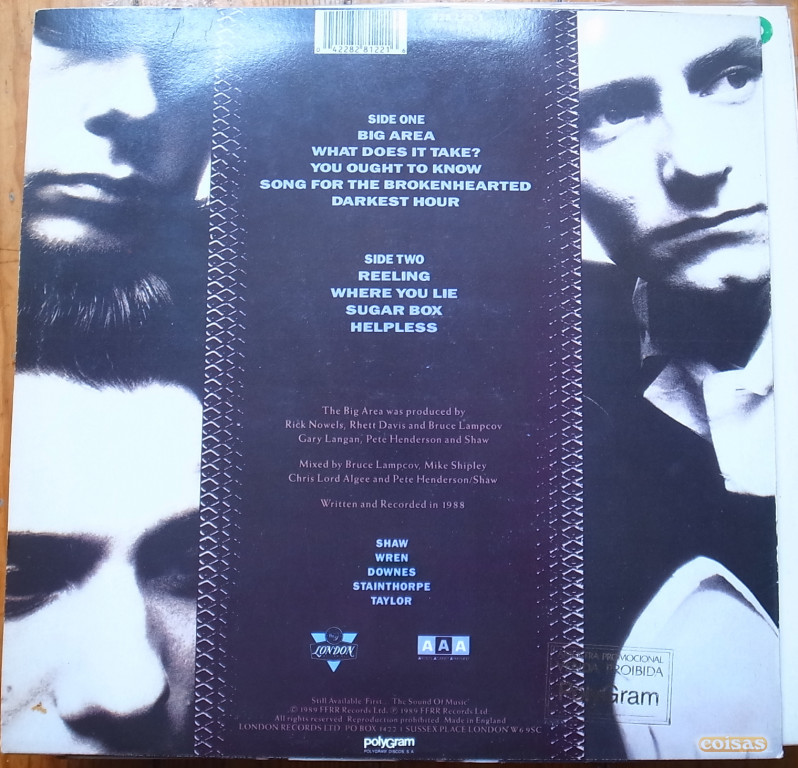 0 42282 81221
SIDE ONE
BIG AREA
WHAT DOES IT TAKE?
YOU OUGHT TO KNOW
SONG FOR THE BROKENHEARTED
DARKEST HOUR
SIDE TWO
REELING
WHERE YOU LIE
SUGAR BOX
HELPLESS
The Big Area was produced by
Rick Nowels, Rhett Davis and Bruce Lampcov
Gary Langan, Pete Henderson and Shaw
Mixed by Bruce Lampcov, Mike Shipley
Chris Lord Algee and Pete Henderson/Shaw
Written and Recorded in 1988
SHAW
WREN
DOWNES
STAINTHORPE
TAYLOR
LONDON
AAA
Still Available. First... The Sound Of Music'
© 1989 FFRR Records Ltd. ℗ 1989 FFRR Records Ltd
All rights reserved. Reproduction prohibited. Made in England
LONDON RECORDS LTD. PO BOX 1422 1 SUSSEX PLACE LONDON W6 9SC
polyGram
POLYGRAM DISCOS S.A.
PROMOCIONAL
PROIBIDA
PolyGram
coisas